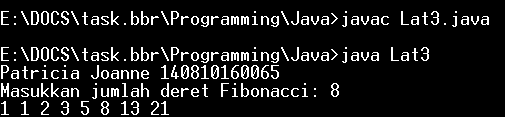 E:\DOCS\task.bbr\Programming\Java>javac Lat3.java
E:\DOCS\task.bbr\Programming\Java>java Lat3
Patricia Joanne 140810160065
Masukkan jumlah deret Fibonacci: 8
1 1 2 3 5 8 13 21